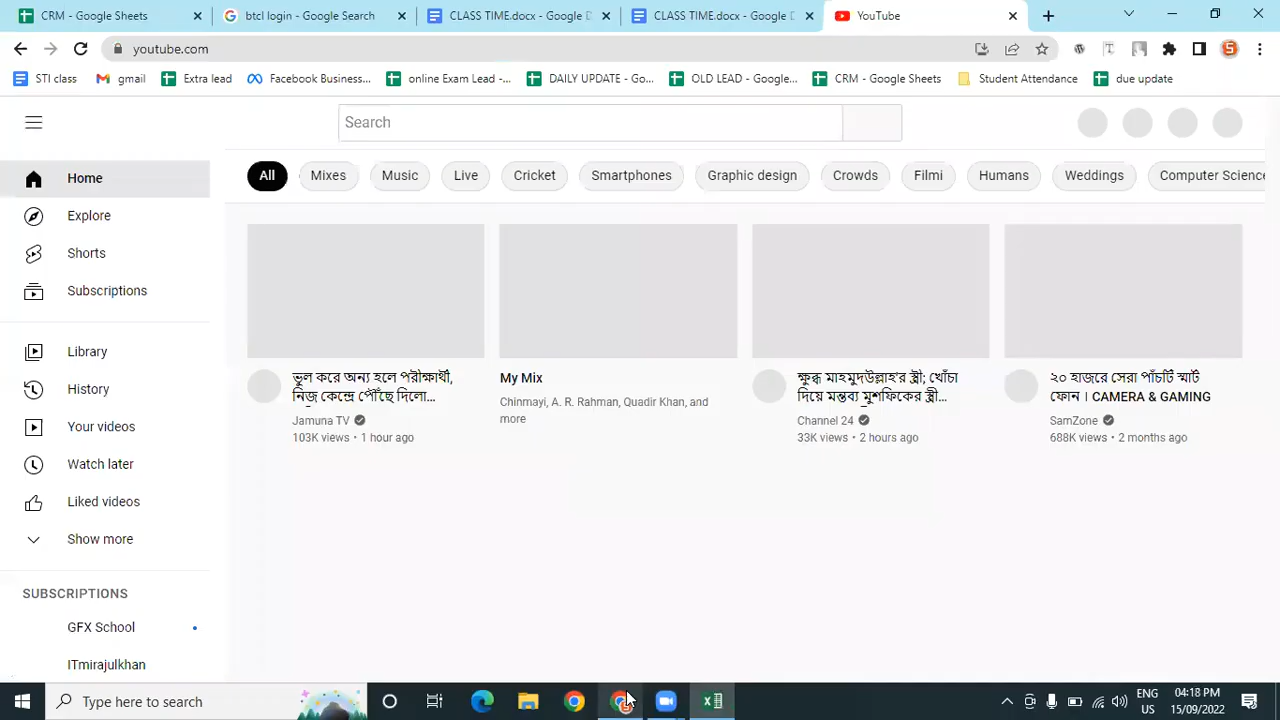 CRM - Google Sheets
btcl login - Google Search
CLASS TIME.docx - Google D
CLASS TIME.docx - Google D
YouTube
youtube.com
STI class
gmail
Extra lead
Facebook Business...
online Exam Lead -...
DAILY UPDATE - Go...
OLD LEAD - Google...
CRM - Google Sheets
Student Attendance
due update
Search
All
Mixes
Music
Live
Cricket
Smartphones
Graphic design
Crowds
Filmi
Humans
Weddings
Computer Science
Home
Explore
Shorts
Subscriptions
Library
History
Your videos
Watch later
Liked videos
Show more
SUBSCRIPTIONS
GFX School
ITmirajulkhan
ভুল করে অন্য হলে পরীক্ষার্থী,
নিজ কেন্দ্রে পৌঁছে দিলো...
Jamuna TV
103K views • 1 hour ago
My Mix
Chinmayi, A. R. Rahman, Quadir Khan, and
more
ক্ষুব্ধ মাহমুদউল্লাহ'র স্ত্রী; খোঁচা
দিয়ে মন্তব্য মুশফিকের স্ত্রী...
Channel 24
33K views • 2 hours ago
২০ হাজারে সেরা পাঁচটি স্মার্ট
ফোন । CAMERA & GAMING
SamZone
688K views • 2 months ago
Type here to search
ENG
US
04:18 PM
15/09/2022